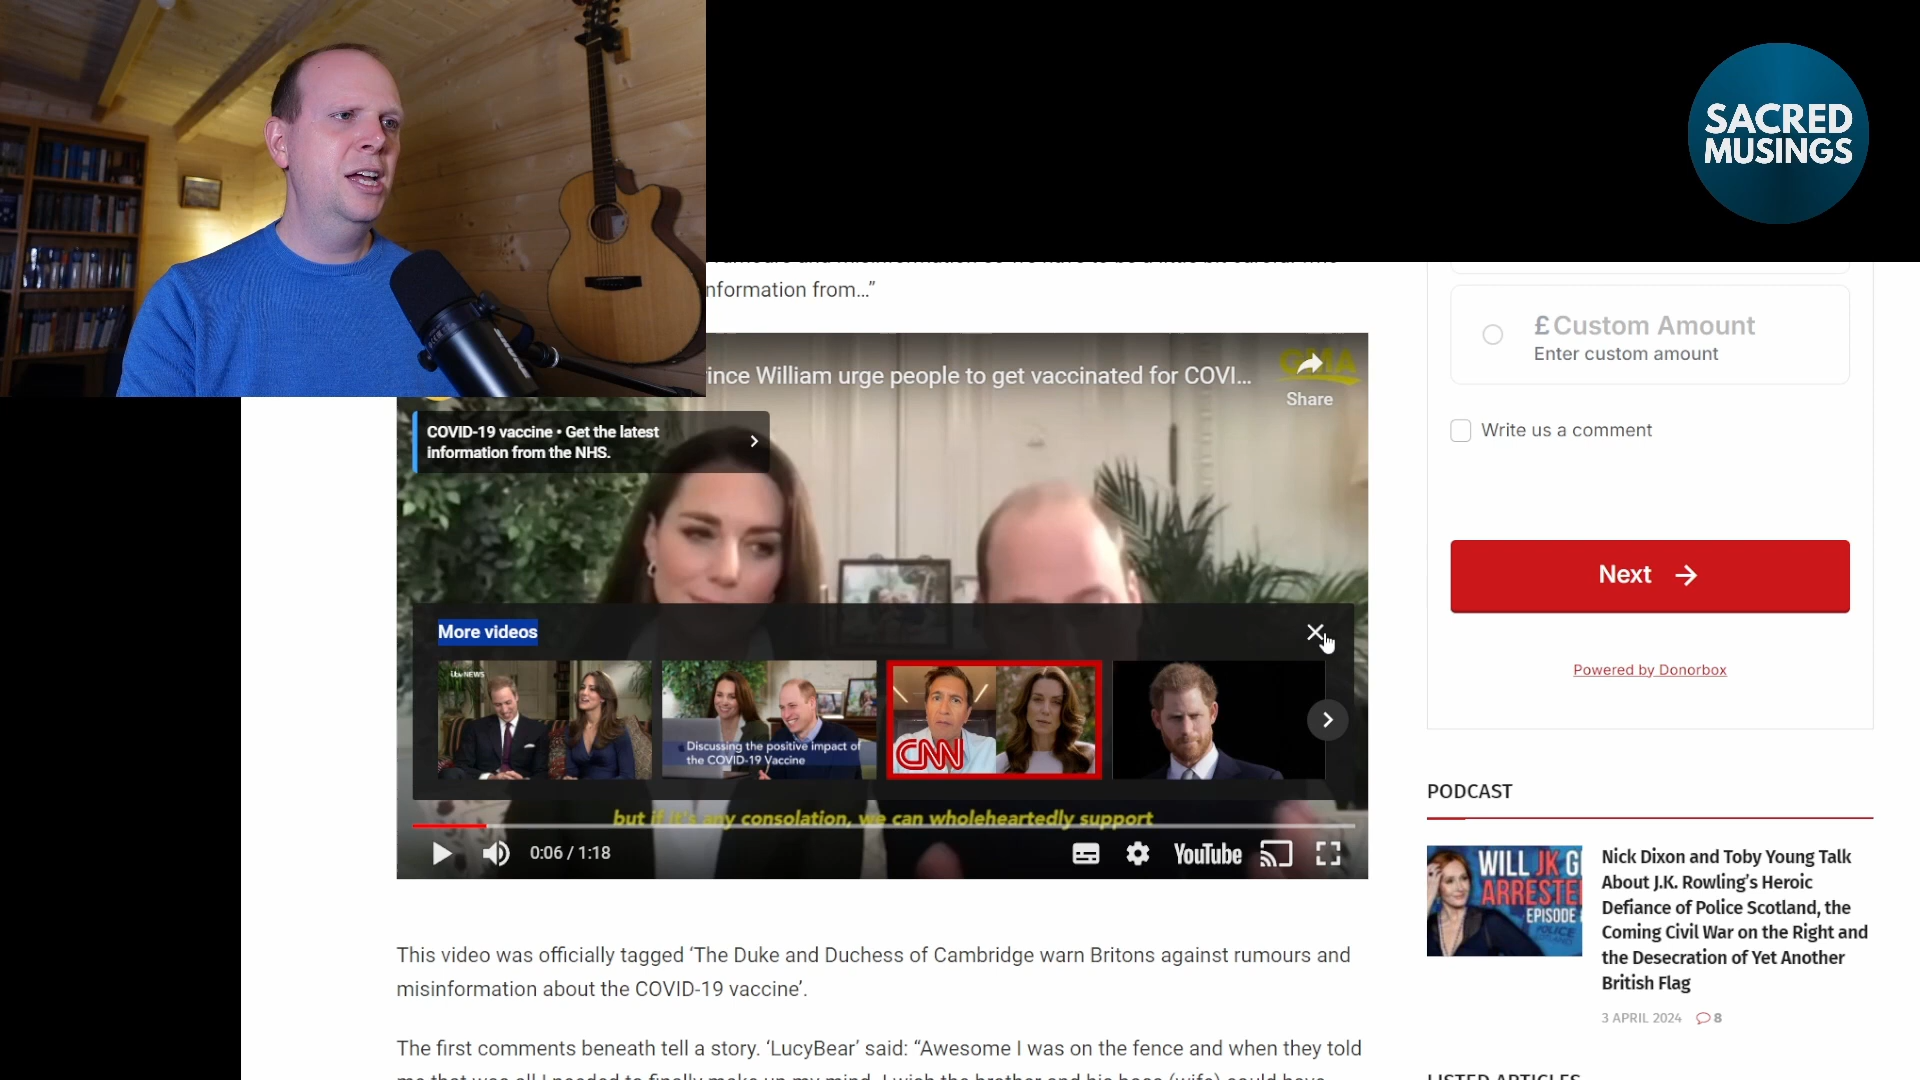 SACRED
MUSINGS
nformation from…”
ince William urge people to get vaccinated for COVI...
GMA
Share
COVID-19 vaccine • Get the latest
information from the NHS.
More videos
itv NEWS
Discussing the positive impact of
the COVID-19 Vaccine
CNN
but if it's any consolation, we can wholeheartedly support
0:06 / 1:18
YouTube
This video was officially tagged ‘The Duke and Duchess of Cambridge warn Britons against rumours and
misinformation about the COVID-19 vaccine’.
The first comments beneath tell a story. ‘LucyBear’ said: “Awesome I was on the fence and when they told
£ Custom Amount
Enter custom amount
Write us a comment
Next
Powered by Donorbox
PODCAST
WILL JK G
ARRESTE
EPISODE
POLICE
Nick Dixon and Toby Young Talk
About J.K. Rowling’s Heroic
Defiance of Police Scotland, the
Coming Civil War on the Right and
the Desecration of Yet Another
British Flag
3 APRIL 2024 8
LISTED ARTICLES